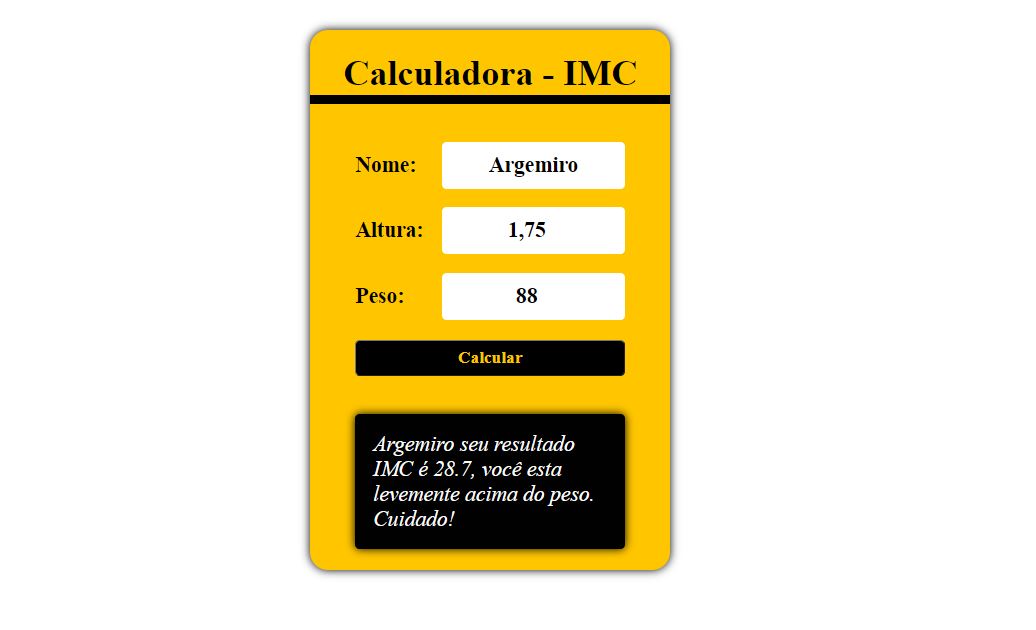 Calculadora - IMC
Nome: Argemiro
Altura: 1,75
Peso: 88
Calcular
Argemiro seu resultado
IMC é 28.7, você esta
levemente acima do peso.
Cuidado!